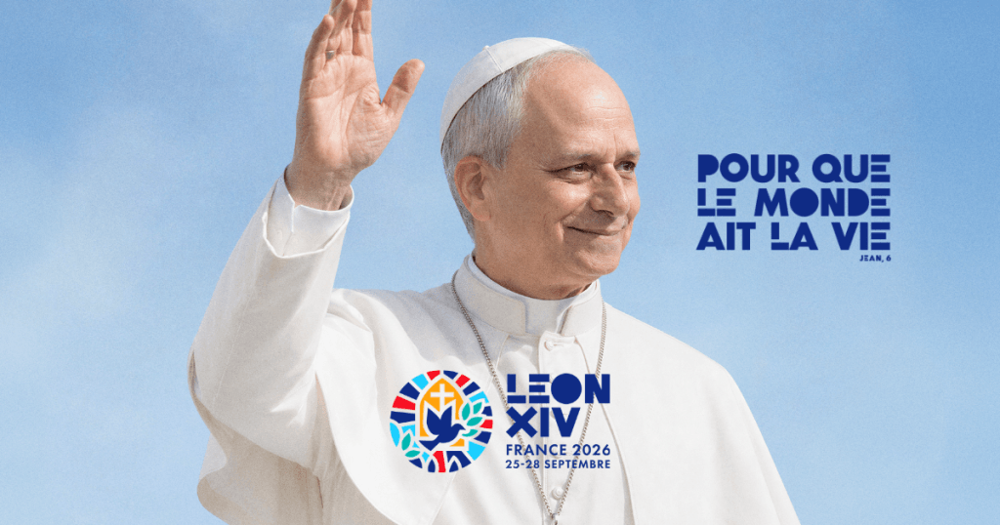 POUR QUE
LE MONDE
AIT LA VIE
JEAN, 6
LEON
XIV
FRANCE 2026
25-28 SEPTEMBRE